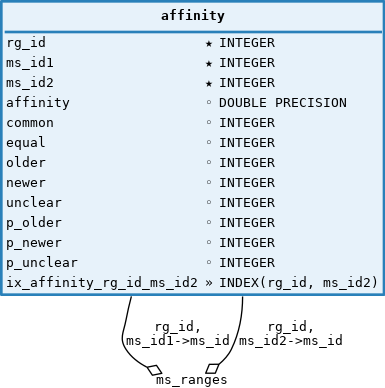 affinity
rg_id ★ INTEGER
ms_id1 ★ INTEGER
ms_id2 ★ INTEGER
affinity ◦ DOUBLE PRECISION
common ◦ INTEGER
equal ◦ INTEGER
older ◦ INTEGER
newer ◦ INTEGER
unclear ◦ INTEGER
p_older ◦ INTEGER
p_newer ◦ INTEGER
p_unclear ◦ INTEGER
ix_affinity_rg_id_ms_id2 » INDEX(rg_id, ms_id2)
rg_id,
ms_id1->ms_id
rg_id,
ms_id2->ms_id
ms_ranges